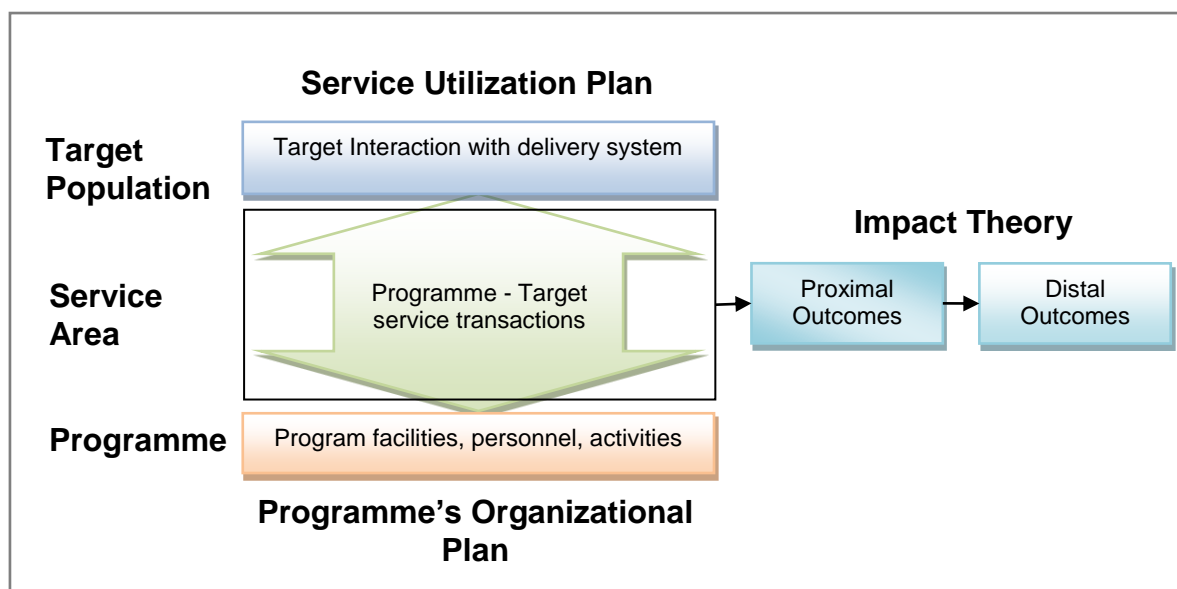 Service Utilization Plan
Target
Population
Target Interaction with delivery system
Impact Theory
Service
Area
Programme - Target
service transactions
Proximal
Outcomes
Distal
Outcomes
Programme
Program facilities, personnel, activities
Programme’s Organizational
Plan